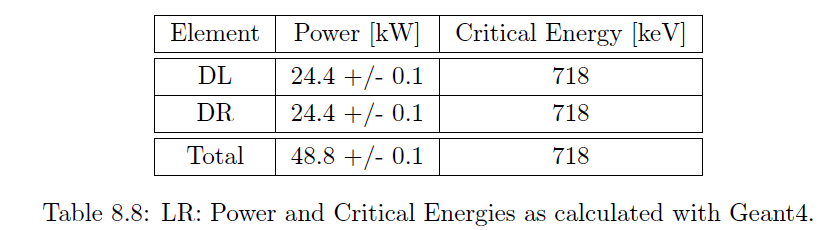 Element Power [kW] Critical Energy [keV]
DL 24.4 +/- 0.1 718
DR 24.4 +/- 0.1 718
Total 48.8 +/- 0.1 718
Table 8.8: LR: Power and Critical Energies as calculated with Geant4.